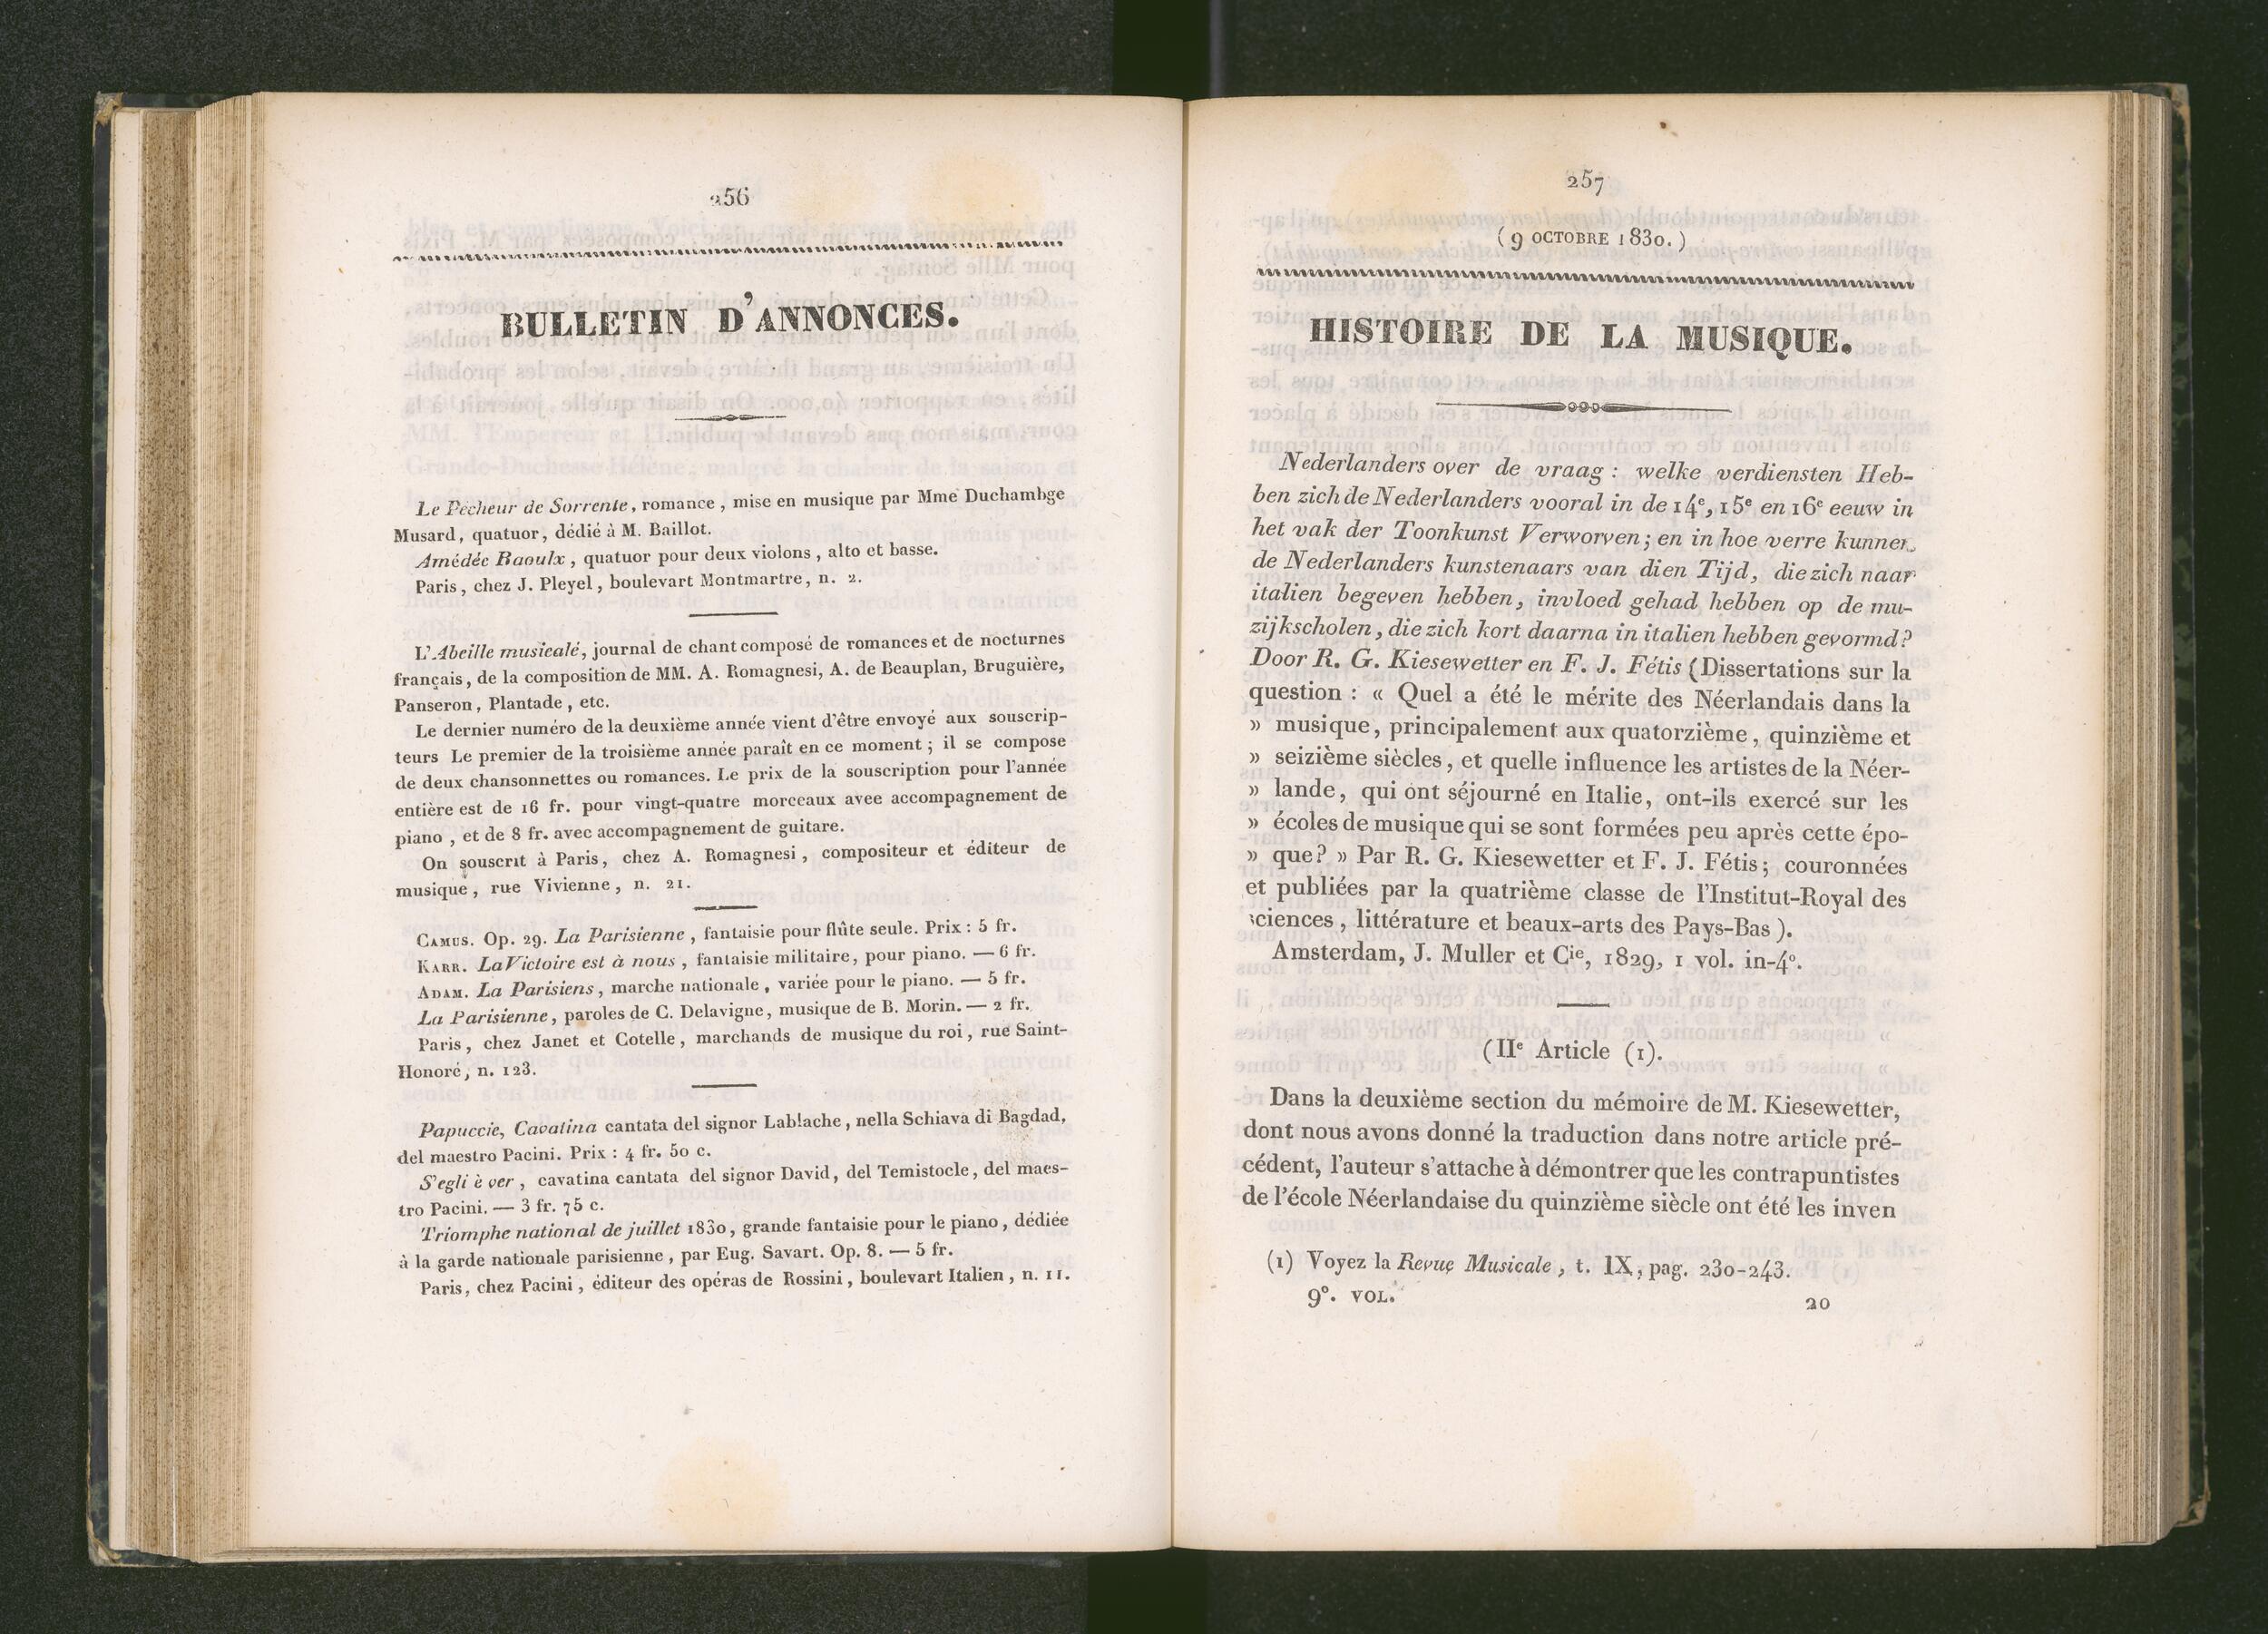 256
BULLETIN D'ANNONCES.
Le Pêcheur de Sorrente, romance, mise en musique par Mme Duchambge
Musard, quatuor, dédié à M. Baillot.
Amédée Raoulx, quatuor pour deux violons, alto et basse.
Paris, chez J. Pleyel, boulevart Montmartre, n. 2.
L'Abeille musicale, journal de chant composé de romances et de nocturnes
français, de la composition de MM. A. Romagnesi, A. de Beauplan, Bruguière,
Panseron, Plantade, etc.
Le dernier numéro de la deuxième année vient d'être envoyé aux souscrip-
teurs Le premier de la troisième année paraît en ce moment; il se compose
de deux chansonnettes ou romances. Le prix de la souscription pour l'année
entière est de 16 fr. pour vingt-quatre morceaux avee accompagnement de
piano, et de 8 fr. avec accompagnement de guitare.
On souscrit à Paris, chez A. Romagnesi, compositeur et éditeur de
musique, rue Vivienne, n. 21.
CAMUS. Op. 29. La Parisienne, fantaisie pour flûte seule. Prix : 5 fr.
KARR. La Victoire est à nous, fantaisie militaire, pour piano. — 6 fr.
ADAM. La Parisiens, marche nationale, variée pour le piano. — 5 fr.
La Parisienne, paroles de C. Delavigne, musique de B. Morin. — 2 fr.
Paris, chez Janet et Cotelle, marchands de musique du roi, rue Saint-
Honoré, n. 123.
Papuccie, Cavatina cantata del signor Lablache, nella Schiava di Bagdad,
del maestro Pacini. Prix : 4 fr. 50 c.
S'egli è ver, cavatina cantata del signor David, del Temistocle, del maes-
tro Pacini. — 3 fr. 75 c.
Triomphe national de juillet 1830, grande fantaisie pour le piano, dédiée
à la garde nationale parisienne, par Eug. Savart. Op. 8. — 5 fr.
Paris, chez Pacini, éditeur des opéras de Rossini, boulevart Italien, n. 11.
257
( 9 OCTOBRE 1830. )
HISTOIRE DE LA MUSIQUE.
Nederlanders over de vraag : welke verdiensten Heb-
ben zich de Nederlanders vooral in de 14e, 15e en 16e eeuw in
het vak der Toonkunst Verworven; en in hoe verre kunnen
de Nederlanders kunstenaars van dien Tijd, die zich naar
italien begeven hebben, invloed gehad hebben op de mu-
zijkscholen, die zich kort daarna in italien hebben gevormd?
Door R. G. Kiesewetter en F. J. Fétis (Dissertations sur la
question : « Quel a été le mérite des Néerlandais dans la
» musique, principalement aux quatorzième, quinzième et
» seizième siècles, et quelle influence les artistes de la Néer-
» lande, qui ont séjourné en Italie, ont-ils exercé sur les
» écoles de musique qui se sont formées peu après cette épo-
» que? » Par R. G. Kiesewetter et F. J. Fétis; couronnées
et publiées par la quatrième classe de l'Institut-Royal des
sciences, littérature et beaux-arts des Pays-Bas ).
Amsterdam, J. Muller et Cie, 1829, 1 vol. in-4°.
(IIe Article (1).
Dans la deuxième section du mémoire de M. Kiesewetter,
dont nous avons donné la traduction dans notre article pré-
cédent, l'auteur s'attache à démontrer que les contrapuntistes
de l'école Néerlandaise du quinzième siècle ont été les inven
(1) Voyez la Revue Musicale, t. IX, pag. 230-243.
9e. VOL. 20